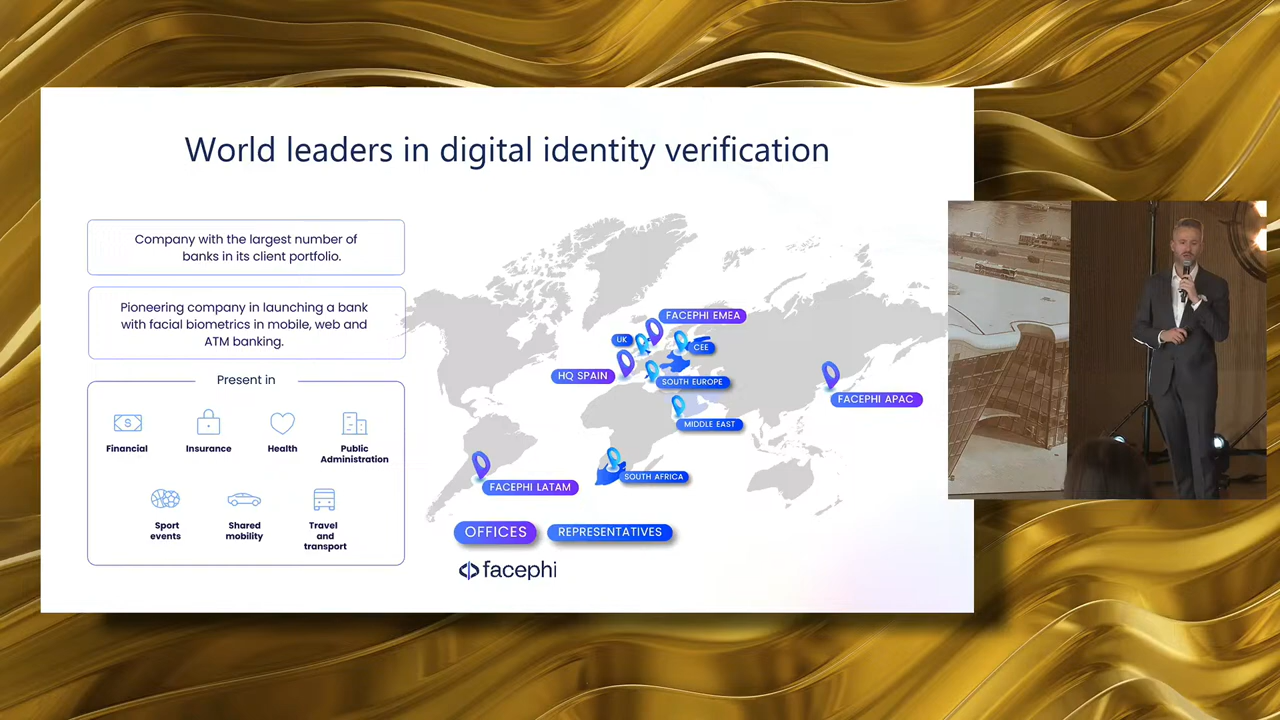 World leaders in digital identity verification
Company with the largest number of
banks in its client portfolio.
Pioneering company in launching a bank
with facial biometrics in mobile, web and
ATM banking.
Present in
Financial
Insurance
Health
Public
Administration
Sport
events
Shared
mobility
Travel
and
transport
FACEPHI EMEA
UK
CEE
HQ SPAIN
SOUTH EUROPE
FACEPHI APAC
MIDDLE EAST
SOUTH AFRICA
FACEPHI LATAM
OFFICES
REPRESENTATIVES
facephi